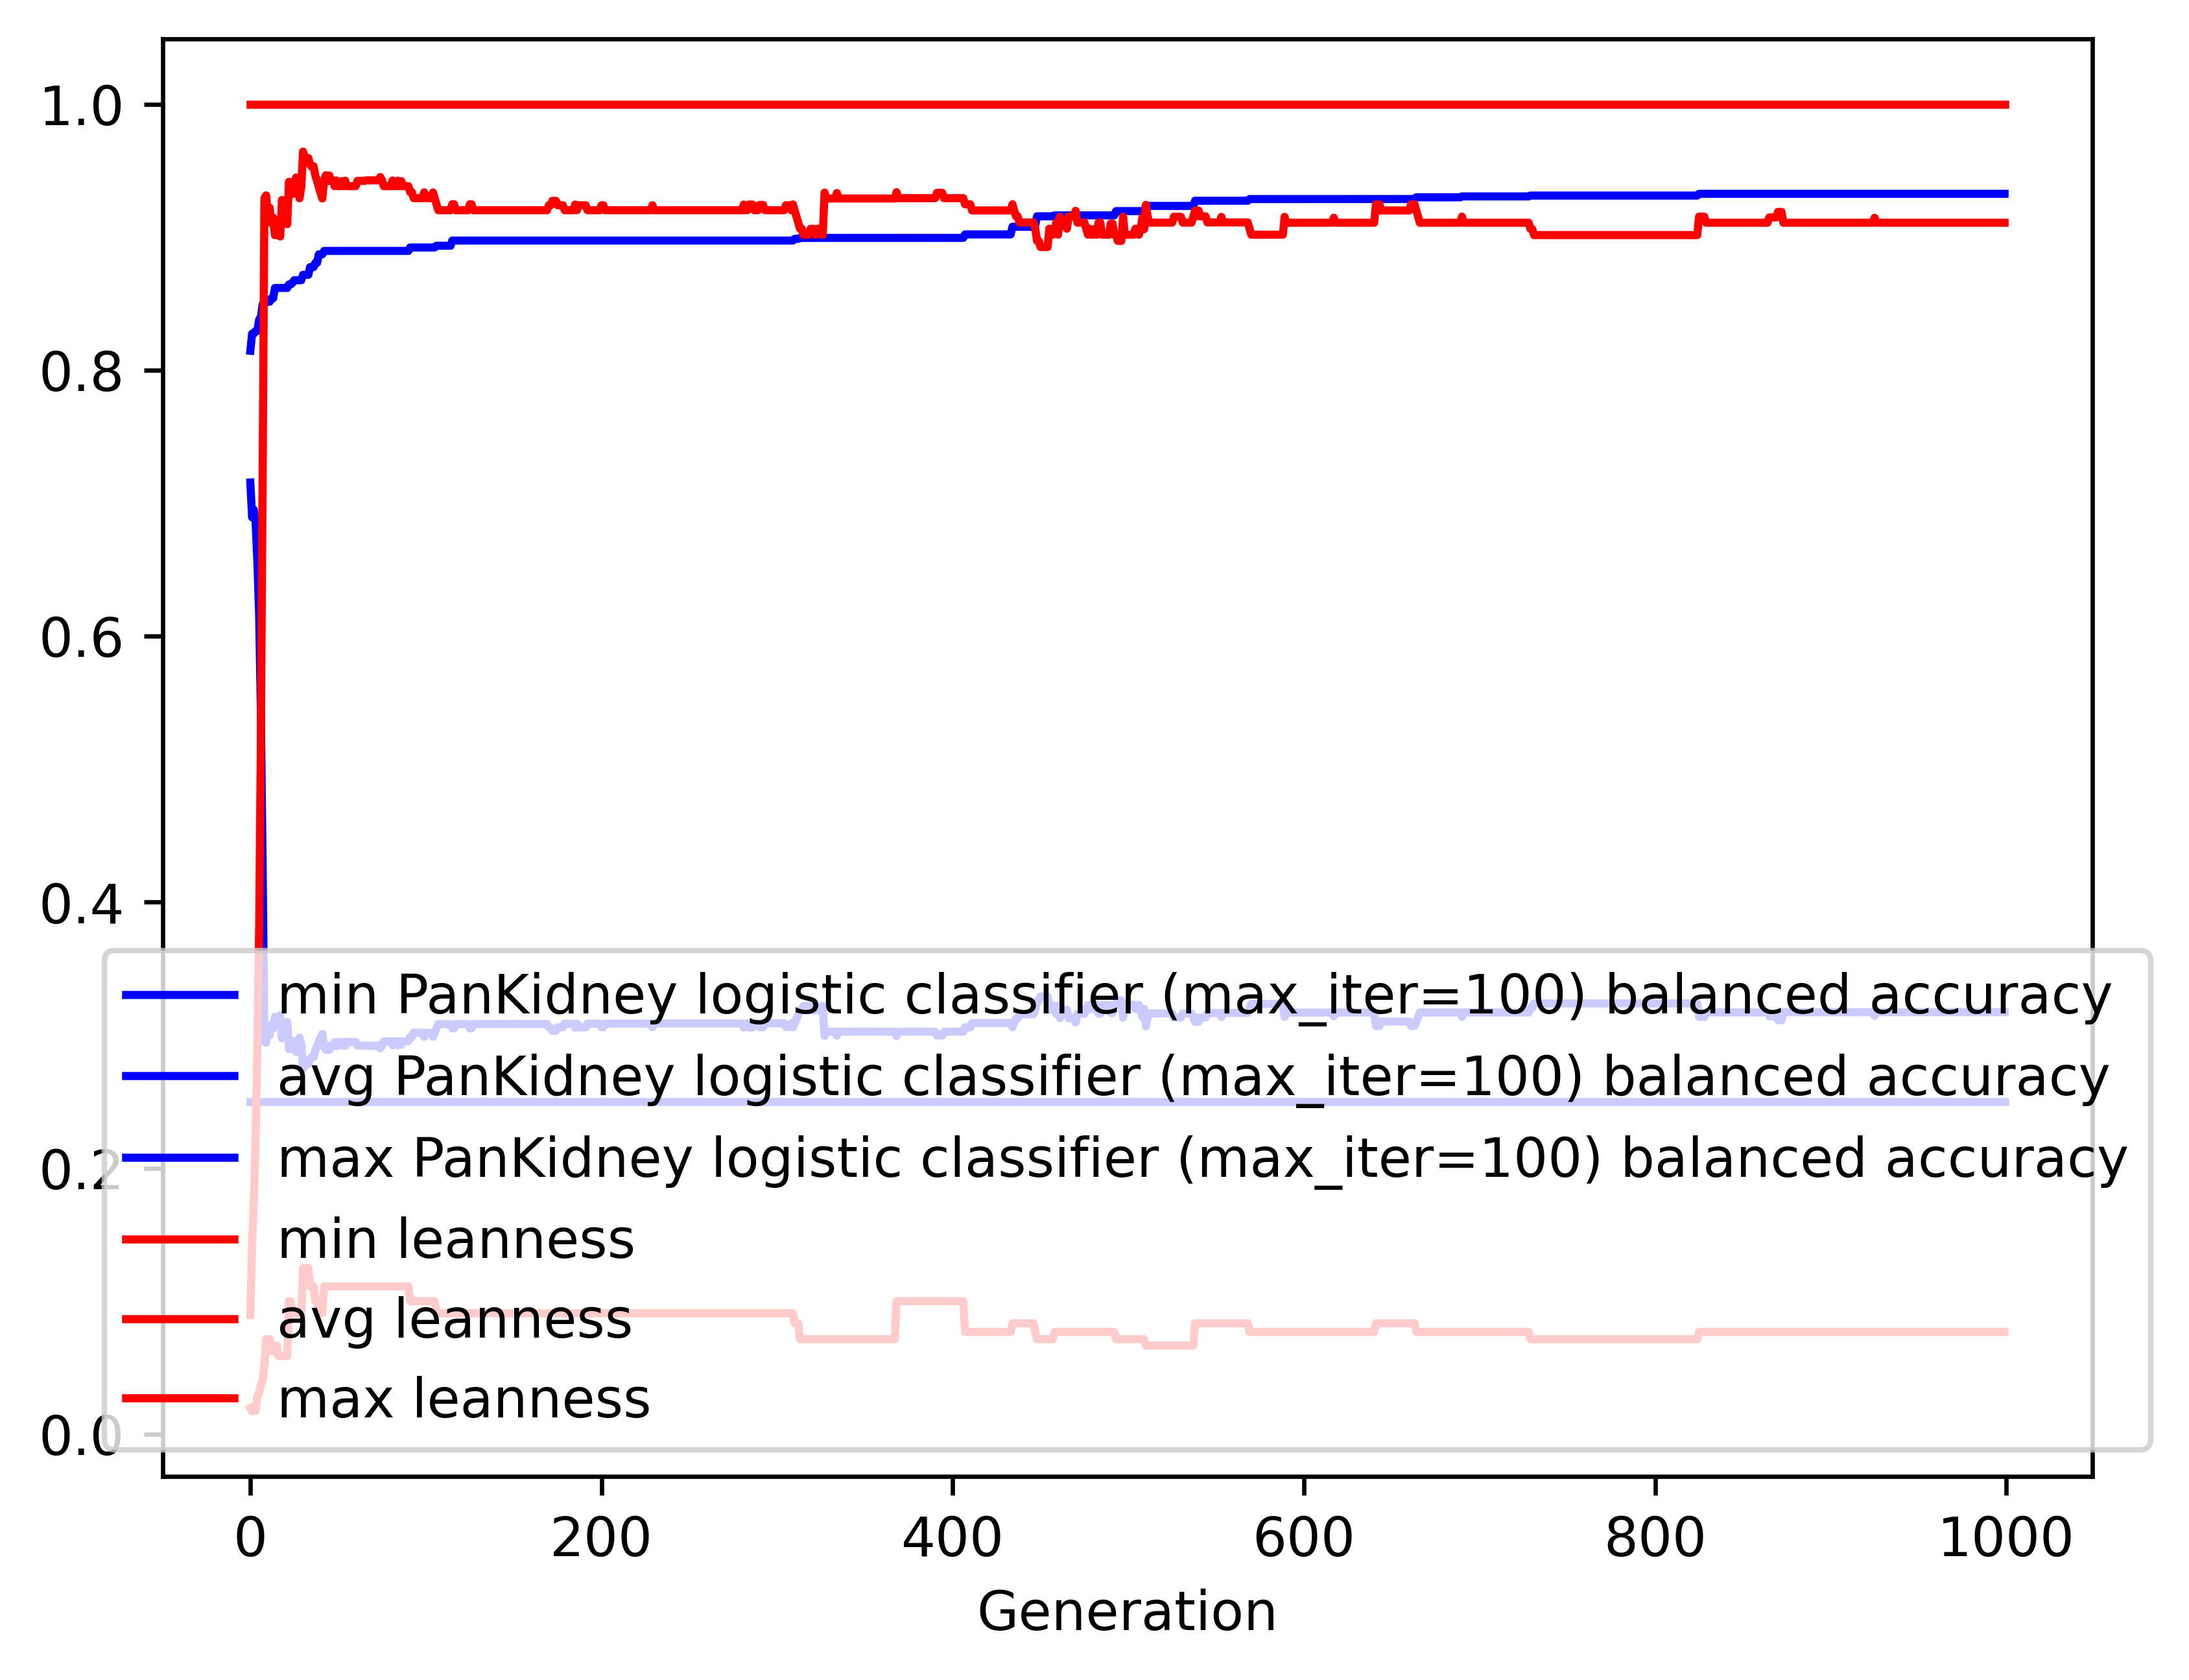 1.0
0.8
0.6
0.4
0.2
0.0
min PanKidney logistic classifier (max_iter=100) balanced accuracy
avg PanKidney logistic classifier (max_iter=100) balanced accuracy
max PanKidney logistic classifier (max_iter=100) balanced accuracy
min leanness
avg leanness
max leanness
0 200 400 600 800 1000
Generation